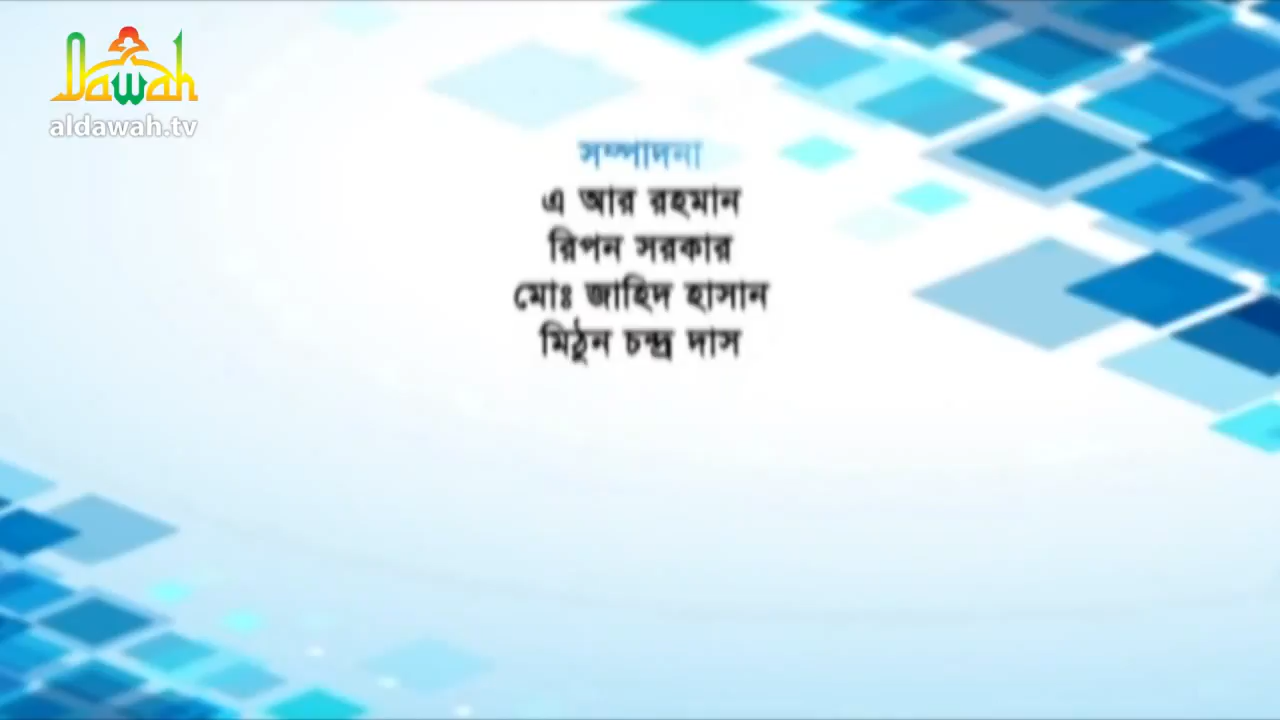 Dawah
aldawah.tv
সম্পাদনা
এ আর রহমান
রিপন সরকার
মোঃ জাহিদ হাসান
মিঠুন চন্দ্র দাস